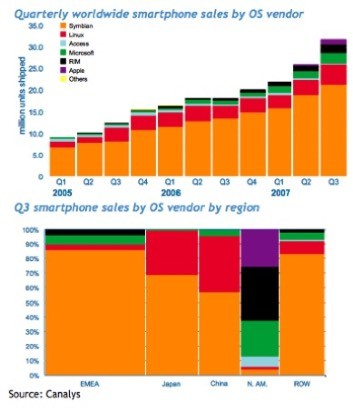 Quarterly worldwide smartphone sales by OS vendor
million units shipped
35.0
30.0
25.0
20.0
15.0
10.0
5.0
0.0
Symbian
Linux
Access
Microsoft
RIM
Apple
Others
Q1 Q2 Q3 Q4 Q1 Q2 Q3 Q4 Q1 Q2 Q3
2005 2006 2007
Q3 smartphone sales by OS vendor by region
100%
90%
80%
70%
60%
50%
40%
30%
20%
10%
0%
EMEA Japan China N. AM. ROW
Source: Canalys